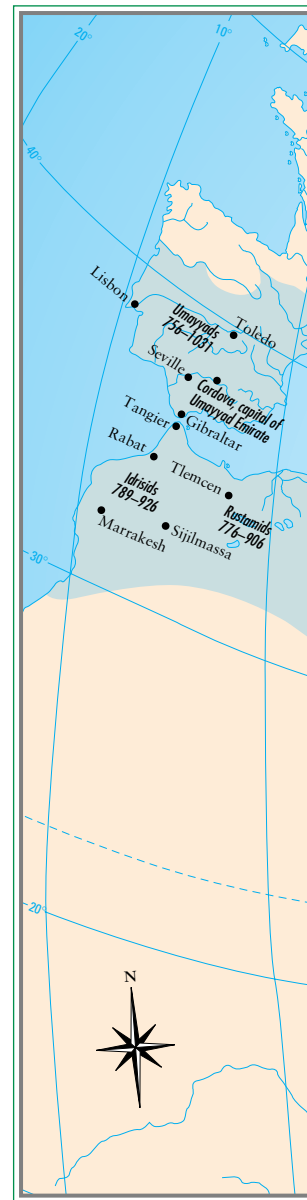 20°
10°
40°
Lisbon
Umayyads
756–1031
Toledo
Seville
Cordova, capital of
Umayyad Emirate
Tangier
Gibraltar
Rabat
Tlemcen
Idrisids
789–926
Rustamids
776–906
Marrakesh
Sijilmassa
30°
20°
N